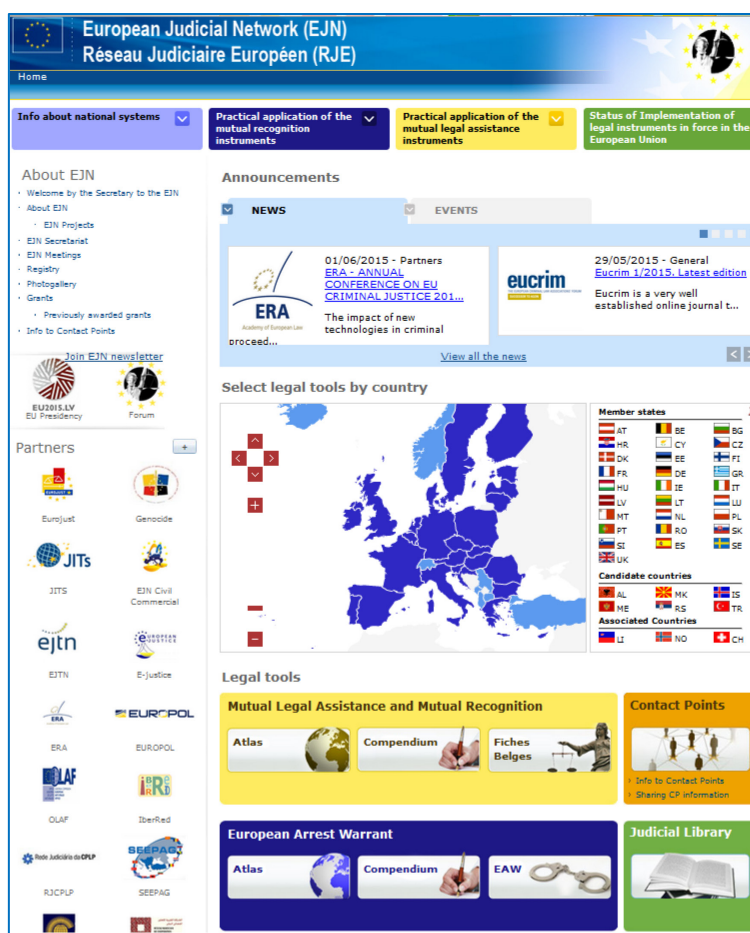 European Judicial Network (EJN)
Réseau Judiciaire Européen (RJE)
Home
Info about national systems
Practical application of the
mutual recognition
instruments
Practical application of the
mutual legal assistance
instruments
Status of Implementation of
legal instruments in force in the
European Union
About EJN
Welcome by the Secretary to the EJN
About EJN
EJN Projects
EJN Secretariat
EJN Meetings
Registry
Photogallery
Grants
Previously awarded grants
Info to Contact Points
Join EJN newsletter
EU2015.LV
EU Presidency
Forum
Partners
+
EUROJUST
Eurojust
Genocide
JITs
JITS
EJN Civil
Commercial
ejtn
EJTN
EUROPEAN
JUSTICE
E-Justice
ERA
ERA
EUROPOL
EUROPOL
OLAF
OLAF
IberRed
Rede Judiciária da CPLP
RJCPLP
SEEPAG
SEEPAG
Announcements
NEWS
EVENTS
ERA
Academy of European Law
01/06/2015 - Partners
ERA - ANNUAL
CONFERENCE ON EU
CRIMINAL JUSTICE 201...
The impact of new
technologies in criminal
proceed...
eucrim
29/05/2015 - General
Eucrim 1/2015. Latest edition
Eucrim is a very well
established online journal t...
View all the news
Select legal tools by country
Member states
AT BE BG
HR CY CZ
DK EE FI
FR DE GR
HU IE IT
LV LT LU
MT NL PL
PT RO SK
SI ES SE
UK
Candidate countries
AL MK IS
ME RS TR
Associated Countries
LI NO CH
Legal tools
Mutual Legal Assistance and Mutual Recognition
Atlas
Compendium
Fiches
Belges
Contact Points
Info to Contact Points
Sharing CP information
European Arrest Warrant
Atlas
Compendium
EAW
Judicial Library